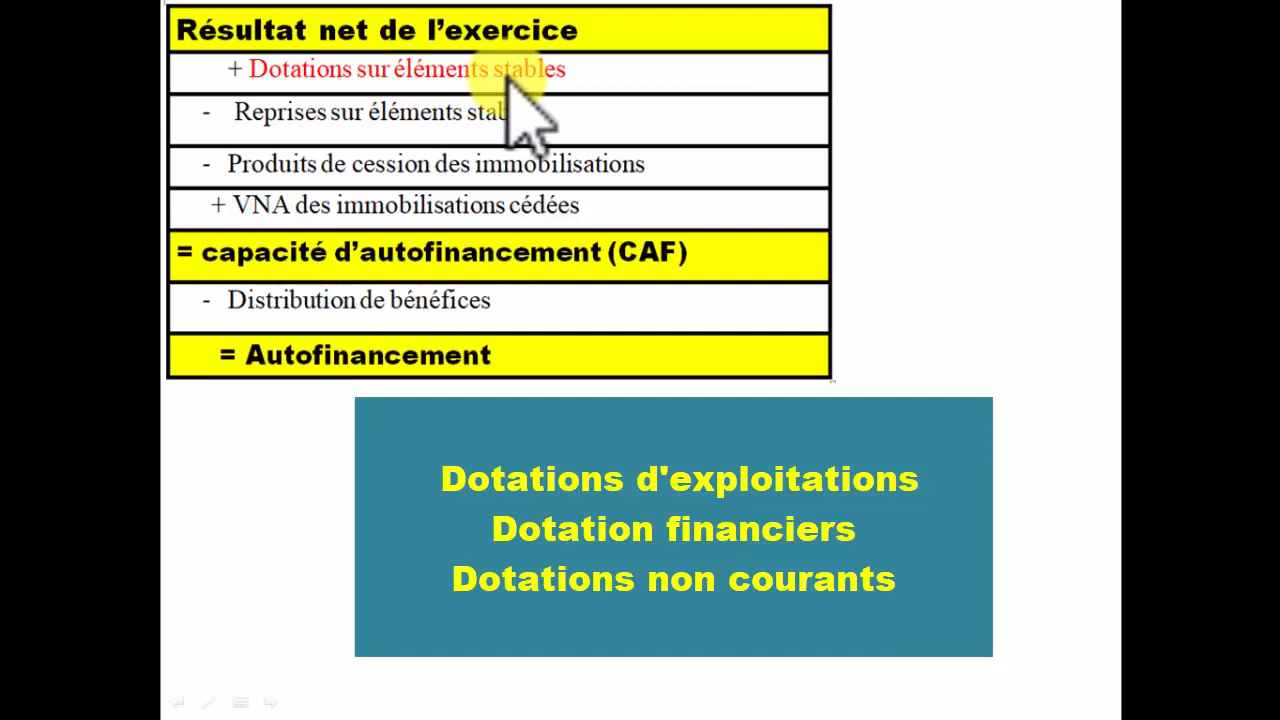 Résultat net de l’exercice
+ Dotations sur éléments stables
- Reprises sur éléments
- Produits de cession des immobilisations
+ VNA des immobilisations cédées
= capacité d’autofinancement (CAF)
- Distribution de bénéfices
= Autofinancement
Dotations d'exploitations
Dotation financiers
Dotations non courants